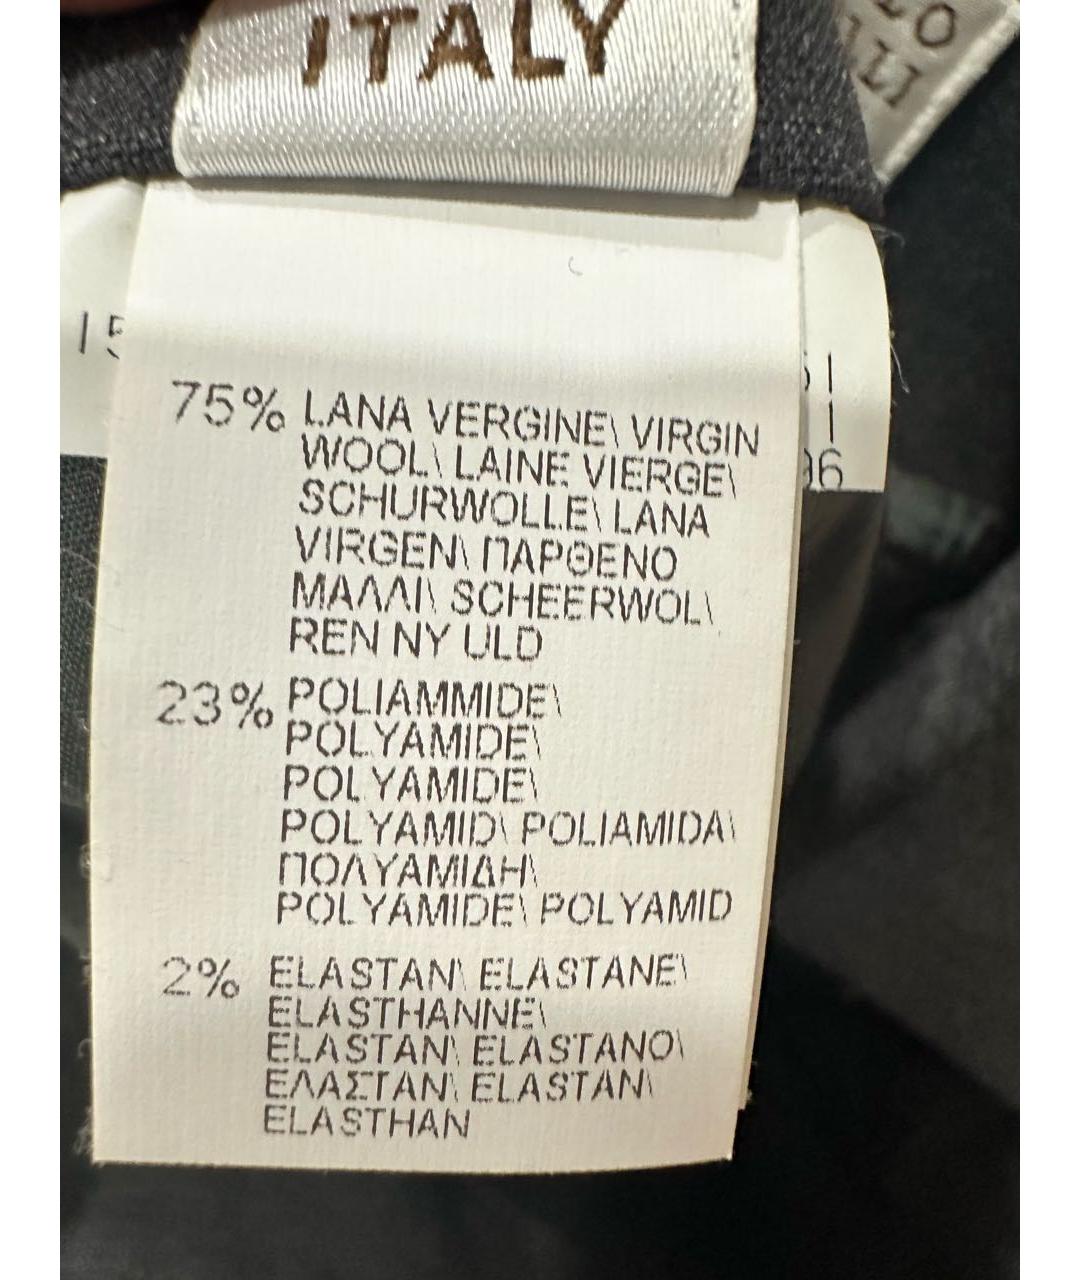 ITALY
75% LANA VERGINE\ VIRGIN
WOOL\ LAINE VIERGE\
SCHURWOLLE\ LANA
VIRGEN\ ΠΑΡΘΕΝΟ
ΜΑΛΛΙ\ SCHEERWOL\
REN NY ULD
23% POLIAMMIDE\
POLYAMIDE\
POLYAMIDE\
POLYAMID\ POLIAMIDA\
ΠΟΛΥΑΜΙΔΗ\
POLYAMIDE\ POLYAMID
2% ELASTAN\ ELASTANE\
ELASTHANNE\
ELASTAN\ ELASTANO\
ΕΛΑΣΤΑΝ\ ELASTAN\
ELASTHAN